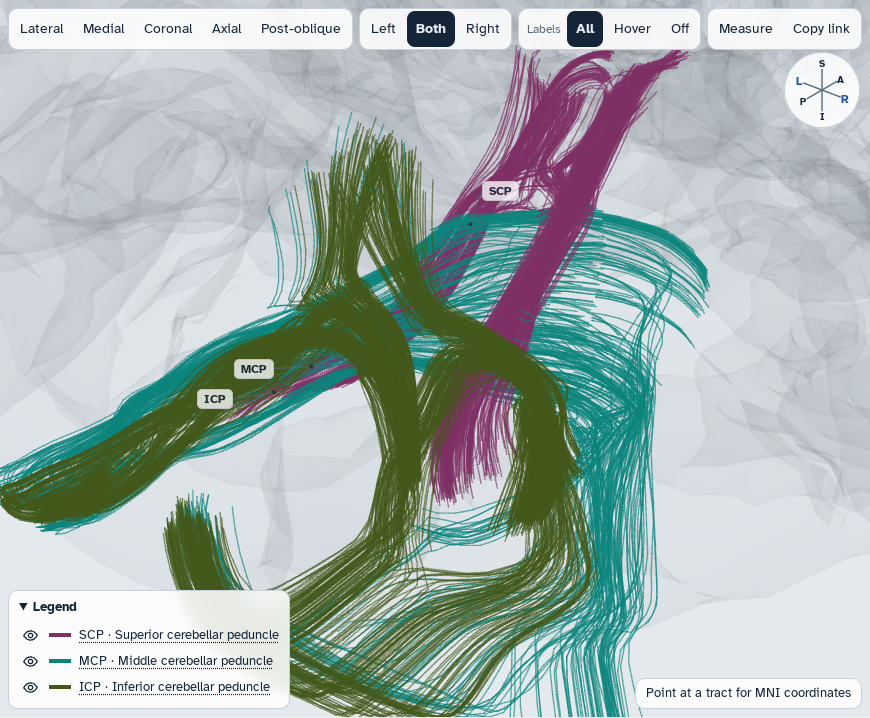 Lateral Medial Coronal Axial Post-oblique Left Both Right Labels All Hover Off Measure Copy link
S
L A
P R
I
SCP
MCP
ICP
▼ Legend
SCP · Superior cerebellar peduncle
MCP · Middle cerebellar peduncle
ICP · Inferior cerebellar peduncle
Point at a tract for MNI coordinates